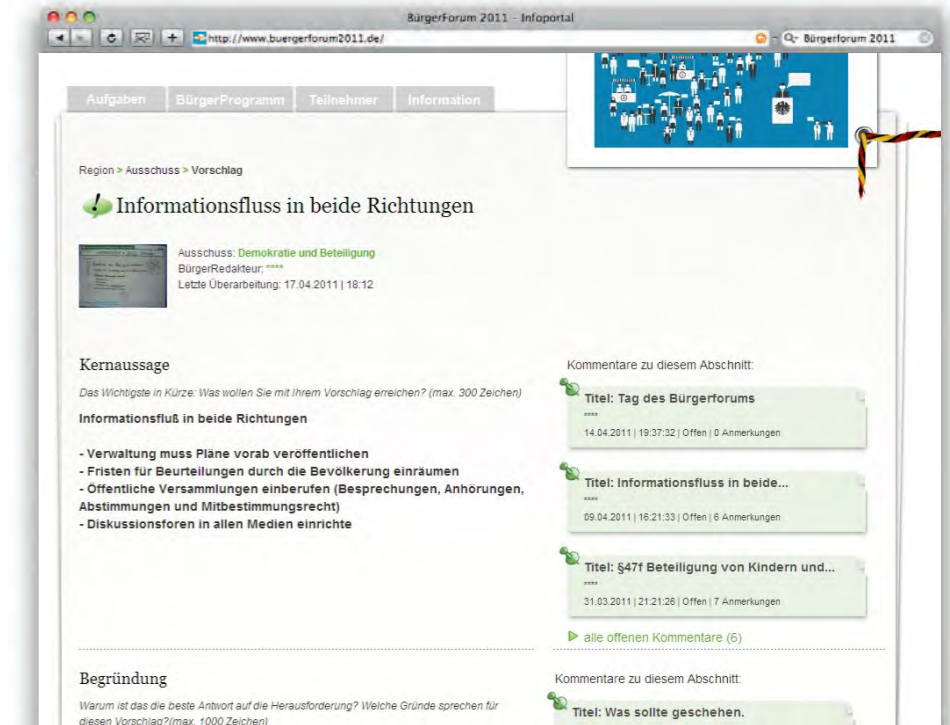 BürgerForum 2011 - Infoportal
http://www.buergerforum2011.de/
Bürgerforum 2011
Aufgaben
BürgerProgramm
Teilnehmer
Information
Region > Ausschuss > Vorschlag
Informationsfluss in beide Richtungen
Ausschuss: Demokratie und Beteiligung
BürgerRedakteur: ****
Letzte Überarbeitung: 17.04.2011 | 18:12
Kernaussage
Das Wichtigste in Kürze: Was wollen Sie mit Ihrem Vorschlag erreichen? (max. 300 Zeichen)
Informationsfluß in beide Richtungen
- Verwaltung muss Pläne vorab veröffentlichen
- Fristen für Beurteilungen durch die Bevölkerung einräumen
- Öffentliche Versammlungen einberufen (Besprechungen, Anhörungen,
Abstimmungen und Mitbestimmungsrecht)
- Diskussionsforen in allen Medien einrichte
Kommentare zu diesem Abschnitt:
Titel: Tag des Bürgerforums
****
14.04.2011 | 19:37:32 | Offen | 0 Anmerkungen
Titel: Informationsfluss in beide...
****
09.04.2011 | 16:21:33 | Offen | 6 Anmerkungen
Titel: §47f Beteiligung von Kindern und...
****
31.03.2011 | 21:21:26 | Offen | 7 Anmerkungen
alle offenen Kommentare (6)
Begründung
Warum ist das die beste Antwort auf die Herausforderung? Welche Gründe sprechen für
diesen Vorschlag?(max. 1000 Zeichen)
Kommentare zu diesem Abschnitt:
Titel: Was sollte geschehen.